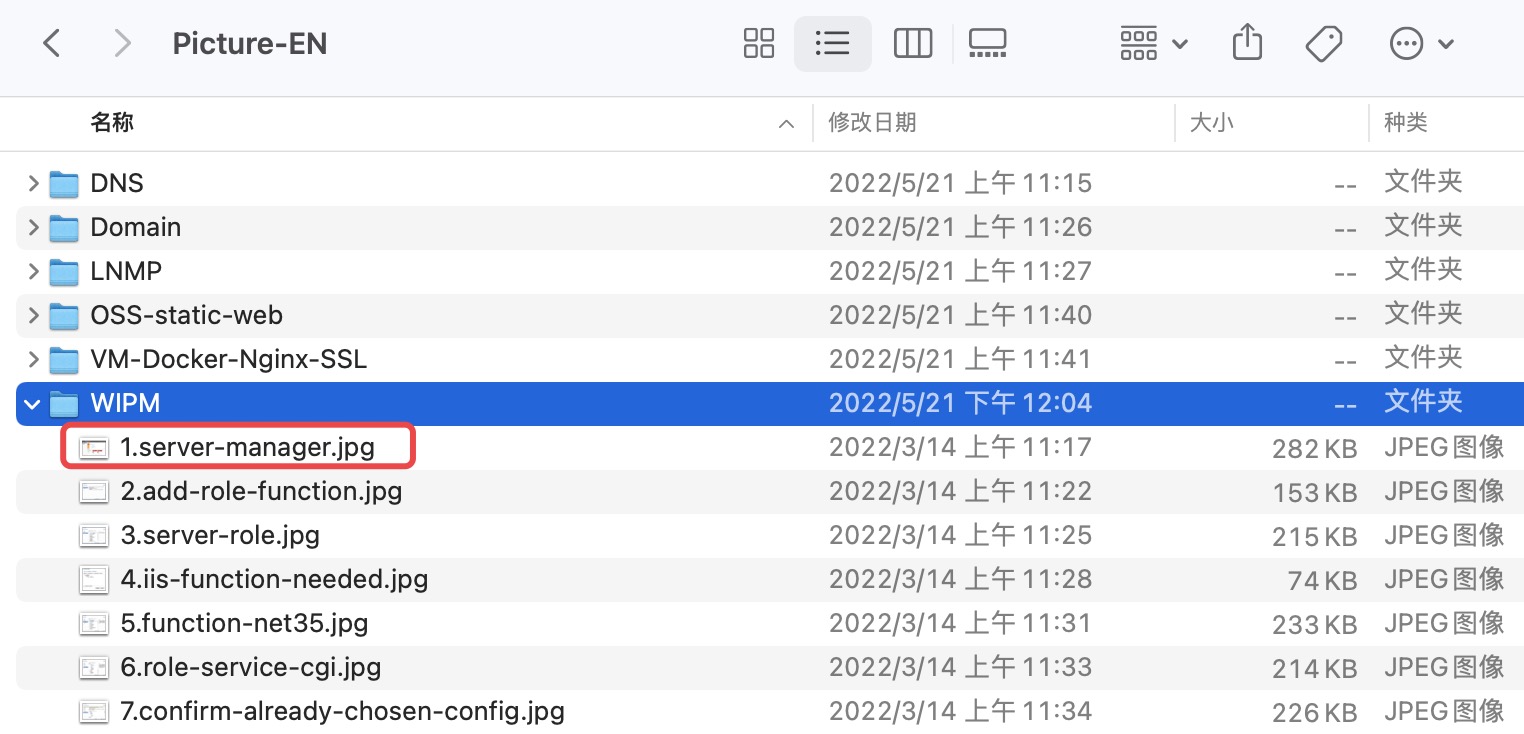 Picture-EN
名称 修改日期 大小 种类
DNS 2022/5/21 上午 11:15 -- 文件夹
Domain 2022/5/21 上午 11:26 -- 文件夹
LNMP 2022/5/21 上午 11:27 -- 文件夹
OSS-static-web 2022/5/21 上午 11:40 -- 文件夹
VM-Docker-Nginx-SSL 2022/5/21 上午 11:41 -- 文件夹
WIPM 2022/5/21 下午 12:04 -- 文件夹
1.server-manager.jpg 2022/3/14 上午 11:17 282 KB JPEG图像
2.add-role-function.jpg 2022/3/14 上午 11:22 153 KB JPEG图像
3.server-role.jpg 2022/3/14 上午 11:25 215 KB JPEG图像
4.iis-function-needed.jpg 2022/3/14 上午 11:28 74 KB JPEG图像
5.function-net35.jpg 2022/3/14 上午 11:31 233 KB JPEG图像
6.role-service-cgi.jpg 2022/3/14 上午 11:33 214 KB JPEG图像
7.confirm-already-chosen-config.jpg 2022/3/14 上午 11:34 226 KB JPEG图像